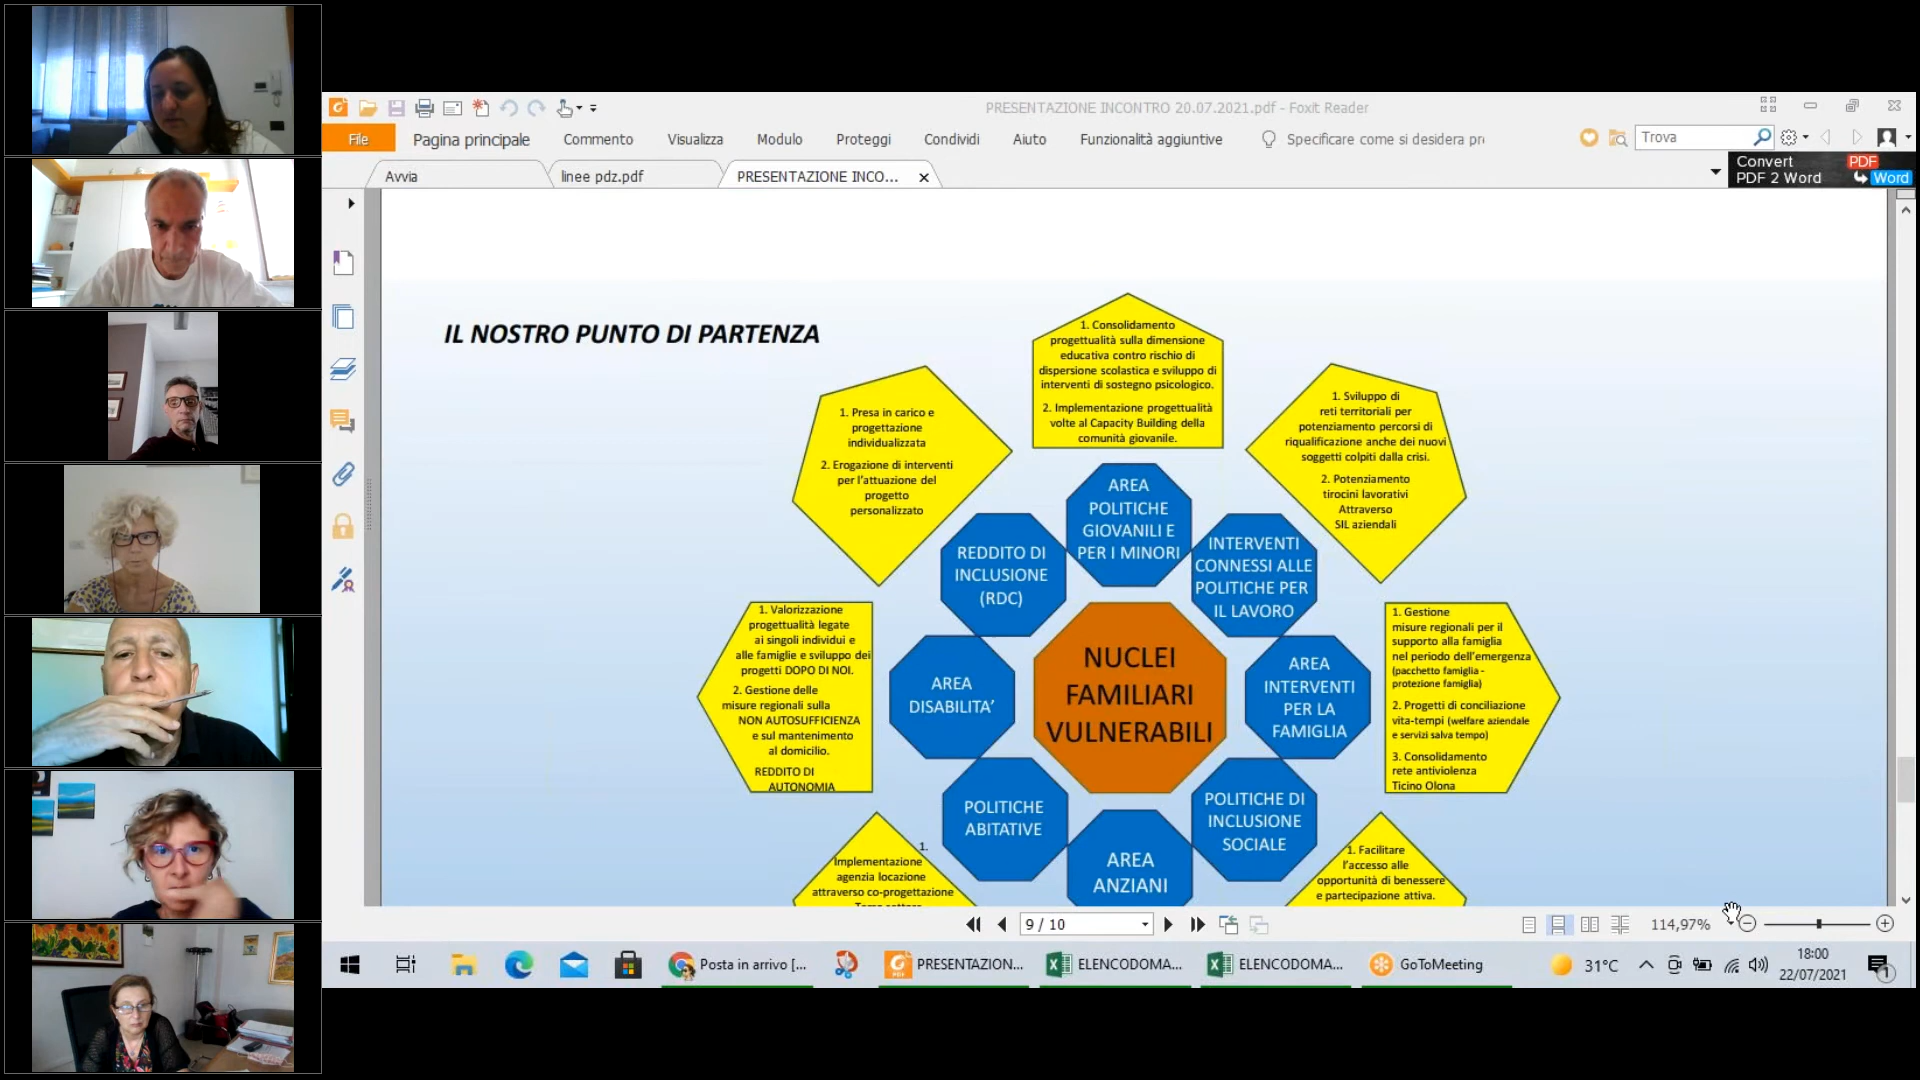 PRESENTAZIONE INCONTRO 20.07.2021.pdf - Foxit Reader
File
Pagina principale
Commento
Visualizza
Modulo
Proteggi
Condividi
Aiuto
Funzionalità aggiuntive
Specificare come si desidera pr
Trova
Avvia
linee pdz.pdf
PRESENTAZIONE INCO...
Convert
PDF 2 Word
PDF
Word
IL NOSTRO PUNTO DI PARTENZA
1. Consolidamento
progettualità sulla dimensione
educativa contro rischio di
dispersione scolastica e sviluppo di
interventi di sostegno psicologico.
2. Implementazione progettualità
volte al Capacity Building della
comunità giovanile.
1. Presa in carico e
progettazione
individualizzata
2. Erogazione di interventi
per l'attuazione del
progetto
personalizzato
1. Sviluppo di
reti territoriali per
potenziamento percorsi di
riqualificazione anche dei nuovi
soggetti colpiti dalla crisi.
2. Potenziamento
tirocini lavorativi
Attraverso
SIL aziendali
AREA
POLITICHE
GIOVANILI E
PER I MINORI
REDDITO DI
INCLUSIONE
(RDC)
INTERVENTI
CONNESSI ALLE
POLITICHE PER
IL LAVORO
1. Valorizzazione
progettualità legate
ai singoli individui e
alle famiglie e sviluppo dei
progetti DOPO DI NOI.
2. Gestione delle
misure regionali sulla
NON AUTOSUFFICIENZA
e sul mantenimento
al domicilio.
REDDITO DI
AUTONOMIA
AREA
DISABILITA'
NUCLEI
FAMILIARI
VULNERABILI
AREA
INTERVENTI
PER LA
FAMIGLIA
1. Gestione
misure regionali per il
supporto alla famiglia
nel periodo dell'emergenza
(pacchetto famiglia -
protezione famiglia)
2. Progetti di conciliazione
vita-tempi (welfare aziendale
e servizi salva tempo)
3. Consolidamento
rete antiviolenza
Ticino Olona
POLITICHE
ABITATIVE
AREA
ANZIANI
POLITICHE DI
INCLUSIONE
SOCIALE
1.
Implementazione
agenzia locazione
attraverso co-progettazione
1. Facilitare
l'accesso alle
opportunità di benessere
e partecipazione attiva.
9 / 10
114,97%
Posta in arrivo [...
PRESENTAZION...
ELENCODOMA...
ELENCODOMA...
GoToMeeting
31°C
18:00
22/07/2021
1